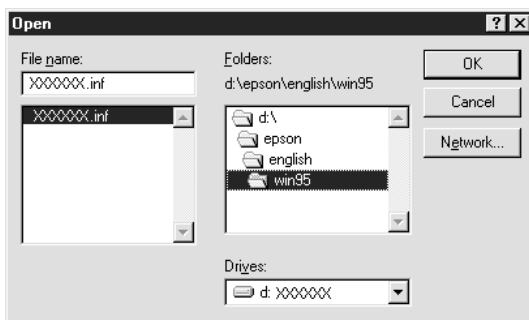 Open
File name:
XXXXXX.inf
XXXXXX.inf
Folders:
d:\epson\english\win95
d:\
epson
english
win95
Drives:
d: XXXXXX
OK
Cancel
Network...